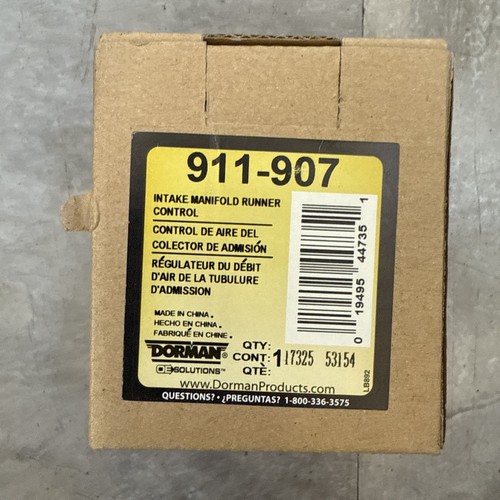 911-907
INTAKE MANIFOLD RUNNER
CONTROL
CONTROL DE AIRE DEL
COLECTOR DE ADMISIÓN
RÉGULATEUR DU DÉBIT
D'AIR DE LA TUBULURE
D'ADMISSION
0 19495 44735 1
MADE IN CHINA.
HECHO EN CHINA.
FABRIQUÉ EN CHINE.
DORMAN®
OE SOLUTIONS™
QTY:
CONT: 1
QTÉ:
17325 53154
LB892
www.DormanProducts.com
QUESTIONS? • ¿PREGUNTAS? 1-800-336-3575